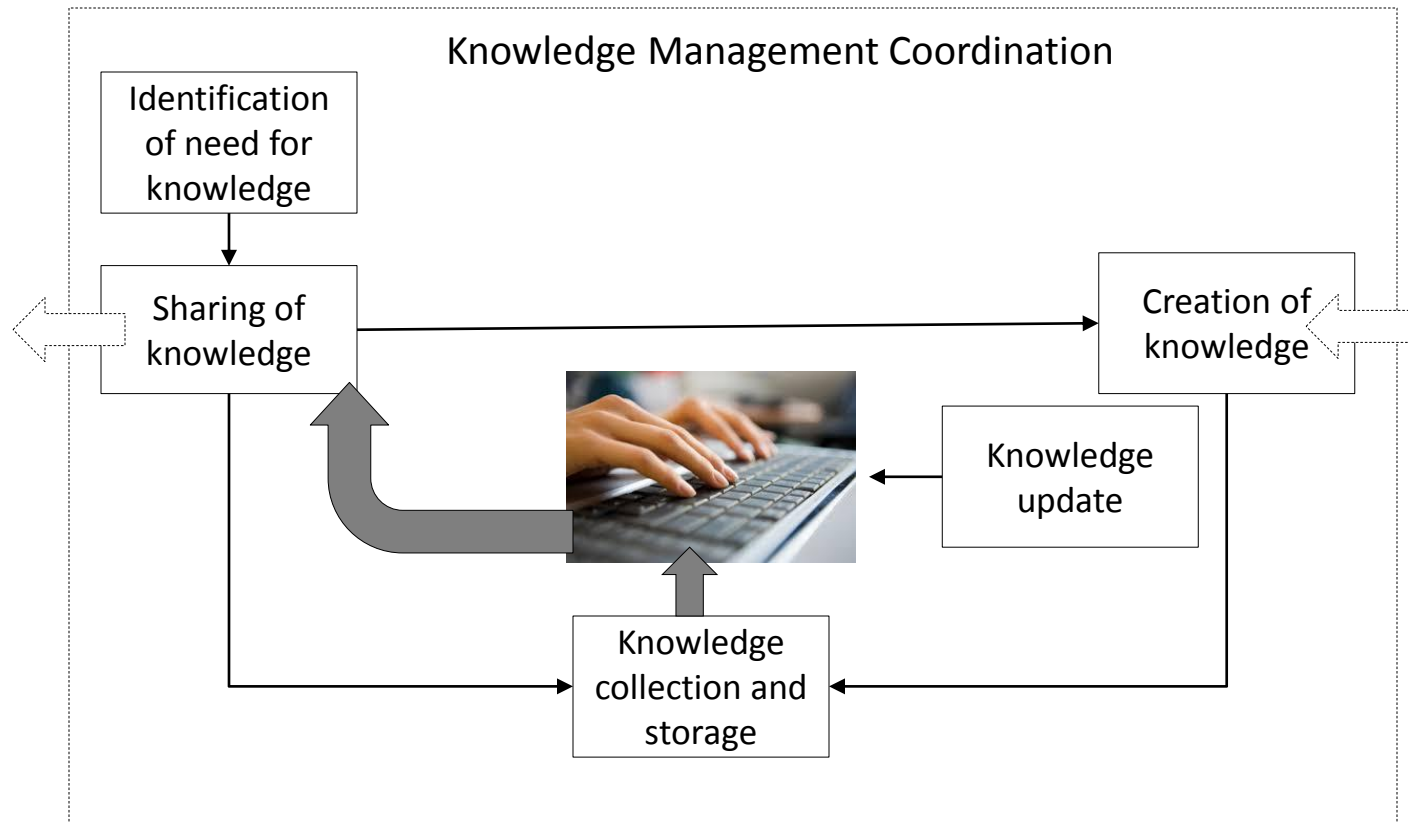 Knowledge Management Coordination
Identification
of need for
knowledge
Sharing of
knowledge
Creation of
knowledge
Knowledge
update
Knowledge
collection and
storage